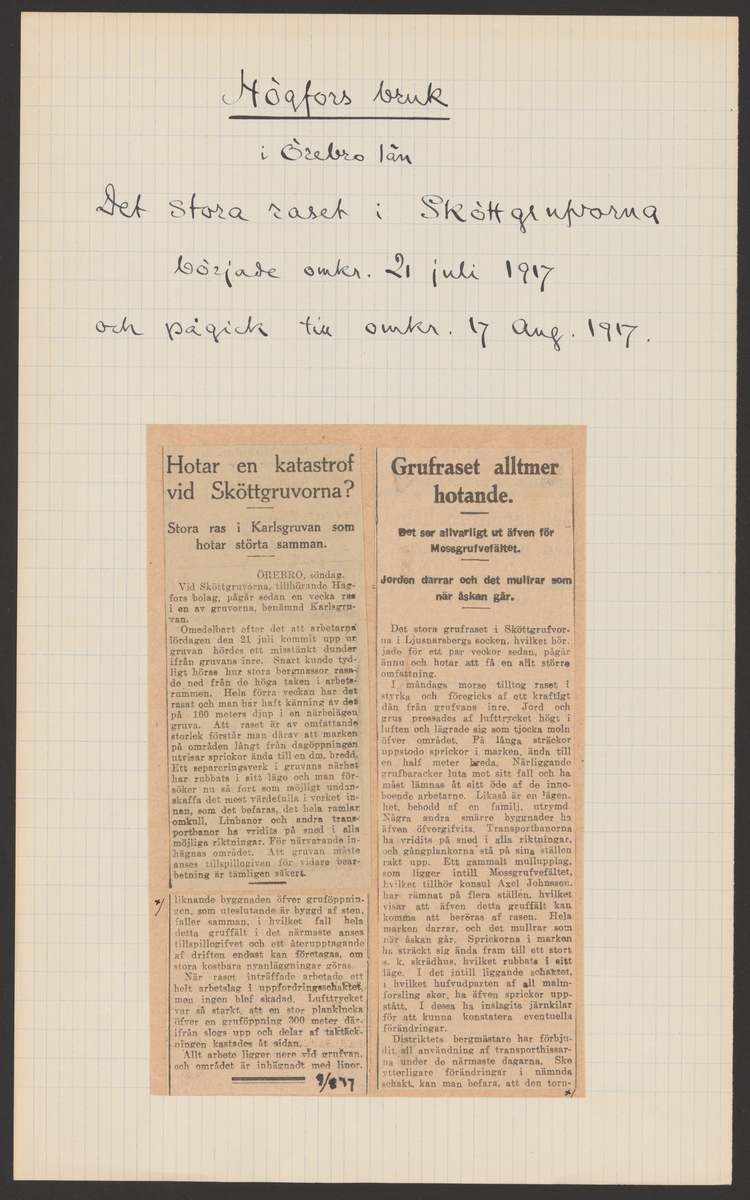 Högfors bruk
i Örebro län
Det stora raset i Sköttgruvorna
började omkr. 21 juli 1917
och pågick till omkr. 17 Aug. 1917.
Hotar en katastrof
vid Sköttgruvorna?
Stora ras i Karlsgruvan som
hotar störta samman.
ÖREBRO, söndag.
Vid Sköttgruvorna, tillhörande Hag-
fors bolag, pågår sedan en vecka ras
i en av gruvorna, benämnd Karlsgru-
van.
Omedelbart efter det att arbetarna
lördagen den 21 juli kommit upp ur
gruvan hördes ett misstänkt dunder
ifrån gruvans inre. Snart kunde tyd-
ligt höras hur stora bergmassor rasa-
de ned från de höga taken i arbets-
rummen. Hela förra veckan har det
rasat och man har haft känning av det
på 160 meters djup i en närbelägen
gruva. Att raset är av omfattande
storlek förstår man därav att marken
på områden långt från dagöppningen
utvisar sprickor ända till en dm. bredd.
Ett separeringsverk i gruvans närhet
har rubbats i sitt läge och man för-
söker nu så fort som möjligt undan-
skaffa det mest värdefulla i verket in-
nan, som det befaras, det hela ramlar
omkull. Linbanor och andra trans-
portbanor ha vridits på sned i alla
möjliga riktningar. För närvarande in-
hägnas området. Att gruvan måste
anses tillspillogiven för vidare bear-
betning är tämligen säkert.
Grufraset alltmer
hotande.
Det ser allvarligt ut äfven för
Mossgrufvefältet.
Jorden darrar och det mullrar som
när åskan går.
Det stora grufraset i Sköttgrufvor-
na i Ljusnarsbergs socken, hvilket bör-
jade för ett par veckor sedan, pågår
ännu och hotar att få en allt större
omfattning.
I måndags morse tilltog raset i
styrka och föregicks af ett kraftigt
dån från grufvans inre. Jord och
grus pressades af lufttrycket högt i
luften och lägrade sig som tjocka moln
öfver området. På långa sträckor
uppstodo sprickor i marken, ända till
en half meter breda. Närliggande
grufbaracker luta mot sitt fall och ha
måst lämnas åt sitt öde af de inne-
boende arbetarne. Likaså är en lägen-
het, bebodd af en familj, utrymd.
Några andra smärre byggnader ha
äfven öfvergifvits. Transportbanorna
ha vridits på sned i alla riktningar,
och gångplankorna stå på sina ställen
rakt upp. Ett gammalt mullupplag,
som ligger intill Mossgrufvefältet,
hvilket tillhör konsul Axel Johnsson,
har rämnat på flera ställen, hvilket
visar att äfven detta gruffält kan
komma att beröras af rasen. Hela
marken darrar, och det mullrar som
när åskan går. Sprickorna i marken
ha sträckt sig ända fram till ett stort
s. k. skrädhus, hvilket rubbats i sitt
läge. I det intill liggande schaktet,
i hvilket hufvudparten af all malm-
forsling sker, ha äfven sprickor upp-
stått. I dessa ha inslagits järnkilar
för att kunna konstatera eventuella
förändringar.
Distriktets bergmästare har förbju-
dit all användning af transporthissar-
na under de närmaste dagarna. Ske
ytterligare förändringar i nämnda
schakt, kan man befara, att den torn-
x/
x/
liknande byggnaden öfver gruföppnin-
gen, som uteslutande är byggd af sten,
faller samman, i hvilket fall hela
detta gruffält i det närmaste anses
tillspillogifvet och ett återupptagande
af driften endast kan företagas, om
stora kostbara nyanläggningar göras.
När raset inträffade arbetade ett
helt arbetslag i uppfordringsschaktet,
men ingen blef skadad. Lufttrycket
var så starkt, att en stor planklucka
öfver en gruföppning 300 meter där-
ifrån slogs upp och delar af taktäck-
ningen kastades åt sidan.
Allt arbete ligger nere vid grufvan,
och området är inhägnadt med linor.
9/8 17